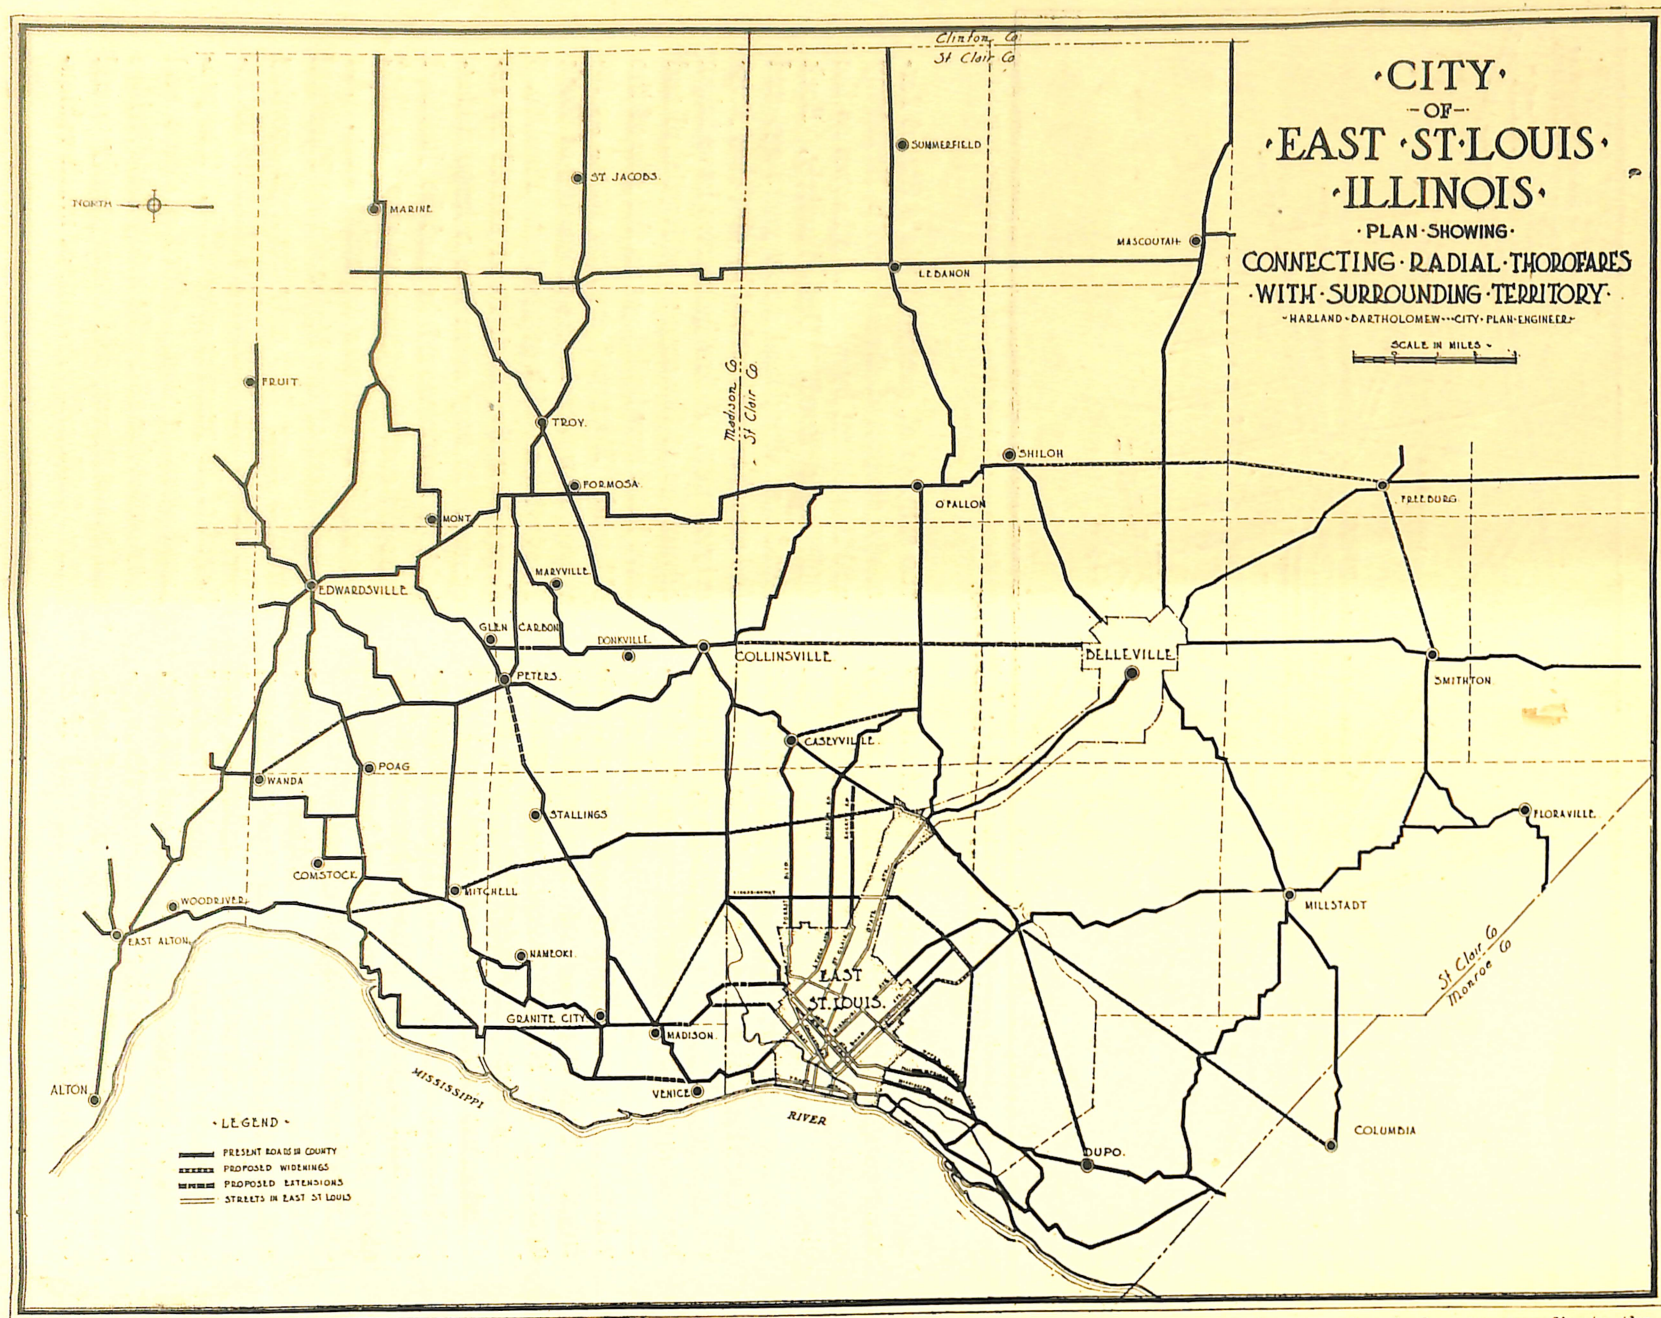 Clinton Co
St Clair Co
·CITY·
-OF-
·EAST·ST·LOUIS·
·ILLINOIS·
·PLAN·SHOWING·
CONNECTING·RADIAL·THOROFARES
·WITH·SURROUNDING·TERRITORY·
-HARLAND·BARTHOLOMEW---CITY·PLAN·ENGINEER-
SCALE IN MILES
NORTH
SUMMERFIELD
ST JACOBS.
MARINE
MASCOUTAH
LEBANON
Madison Co
St Clair Co
FRUIT.
TROY.
SHILOH
FORMOSA.
O'FALLON
FREEBURG.
MONT.
MARYVILLE.
EDWARDSVILLE
GLEN CARBON
DONKVILLE.
COLLINSVILLE
BELLEVILLE
SMITHTON.
PETERS.
CASEYVILLE.
POAG
WANDA
STALLINGS
FLORAVILLE.
COMSTOCK
MITCHELL
WOODRIVER
MILLSTADT
EAST ALTON
St Clair Co
Monroe Co
NAMEOKI.
EAST
ST. LOUIS.
GRANITE CITY
MADISON.
ALTON
MISSISSIPPI
VENICE
RIVER
COLUMBIA
DUPO.
·LEGEND·
PRESENT ROADS IN COUNTY
PROPOSED WIDENINGS
PROPOSED EXTENSIONS
STREETS IN EAST ST LOUIS